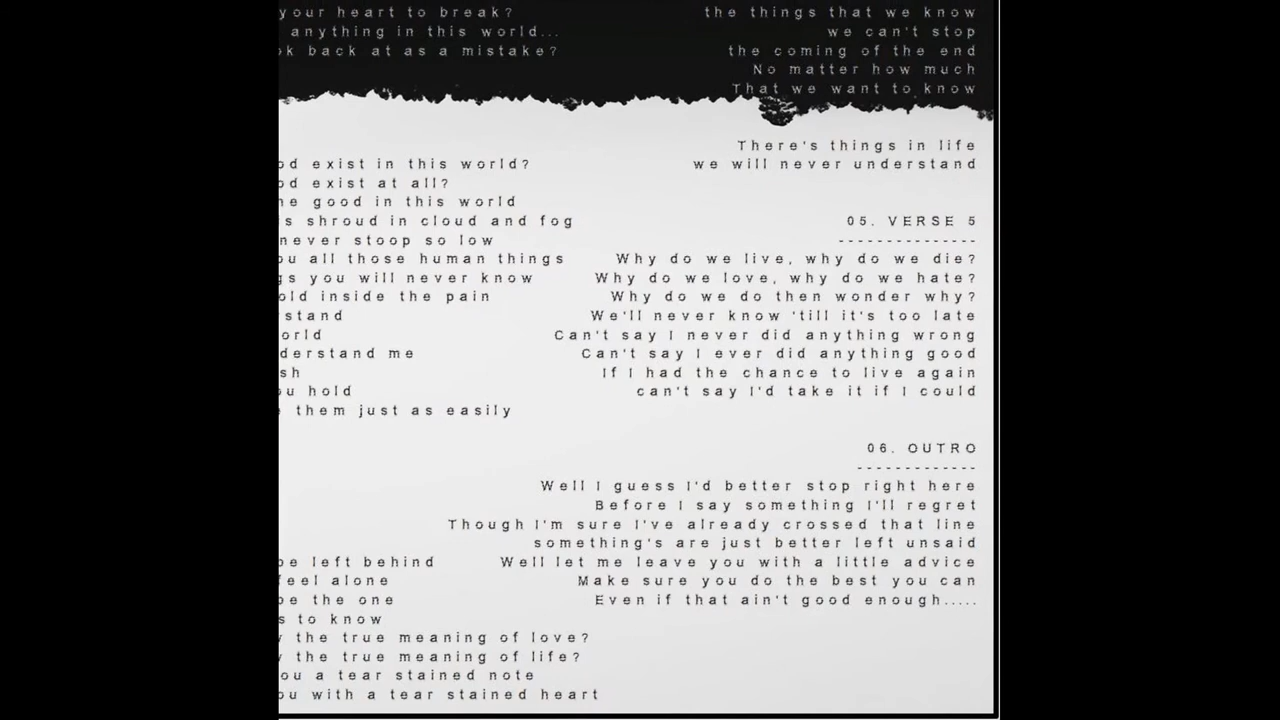 your heart to break?
anything in this world...
back at as a mistake?
exist in this world?
exist at all?
good in this world
shroud in cloud and fog
never stoop so low
all those human things
you will never know
inside the pain
me
hold
them just as easily
left behind
alone
the one
to know
the true meaning of love?
the true meaning of life?
a tear stained note
with a tear stained heart
the things that we know
we can't stop
the coming of the end
No matter how much
That we want to know
There's things in life
we will never understand
05. VERSE 5
---------------
Why do we live, why do we die?
Why do we love, why do we hate?
Why do we do then wonder why?
We'll never know 'till it's too late
Can't say I never did anything wrong
Can't say I ever did anything good
If I had the chance to live again
can't say I'd take it if I could
06. OUTRO
-------------
Well I guess I'd better stop right here
Before I say something I'll regret
Though I'm sure I've already crossed that line
something's are just better left unsaid
Well let me leave you with a little advice
Make sure you do the best you can
Even if that ain't good enough.....